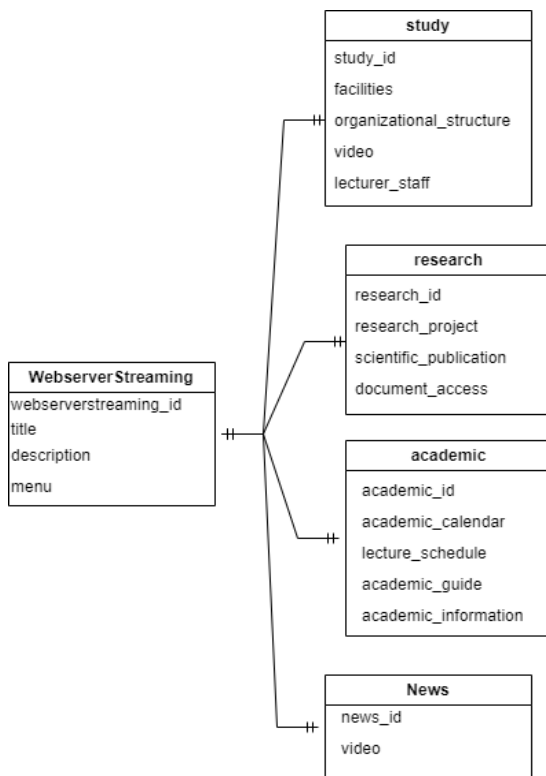 study
study_id
facilities
organizational_structure
video
lecturer_staff
research
research_id
research_project
scientific_publication
document_access
WebserverStreaming
webserverstreaming_id
title
description
menu
academic
academic_id
academic_calendar
lecture_schedule
academic_guide
academic_information
News
news_id
video